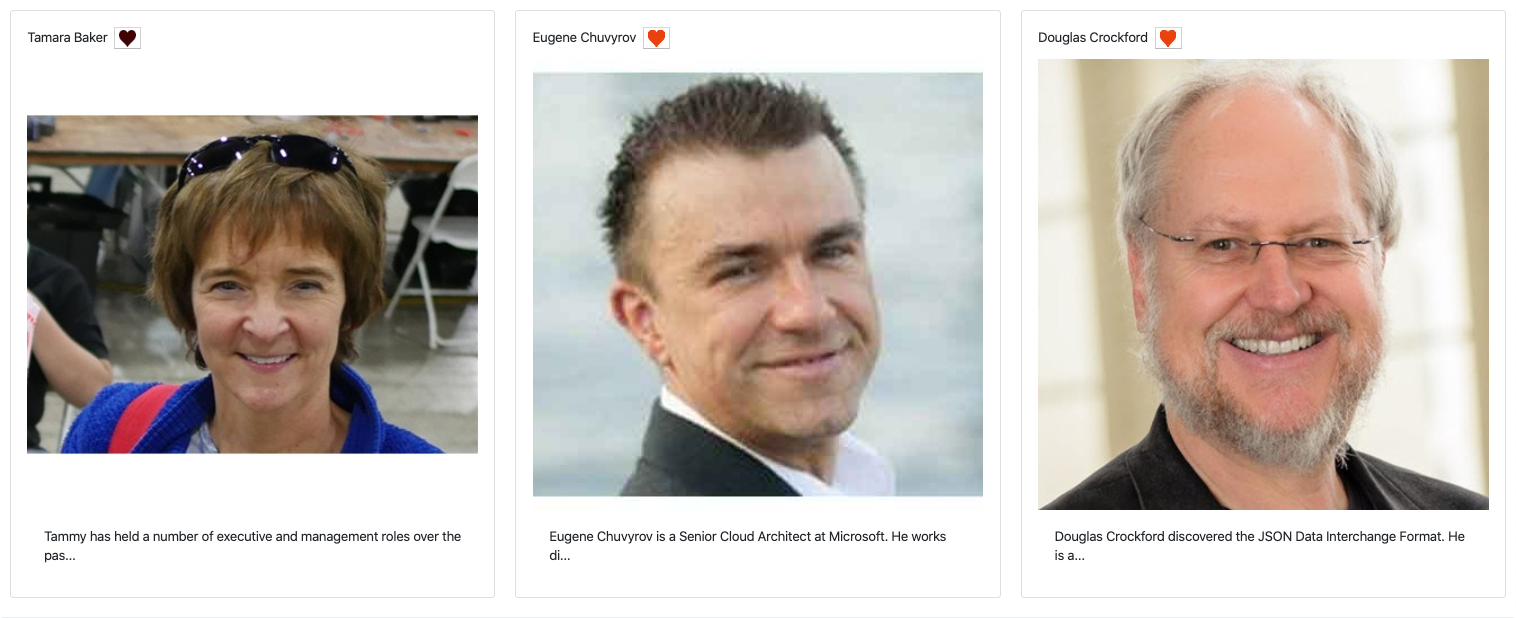 Tamara Baker
Tammy has held a number of executive and management roles over the
pas...
Eugene Chuvyrov
Eugene Chuvyrov is a Senior Cloud Architect at Microsoft. He works
di...
Douglas Crockford
Douglas Crockford discovered the JSON Data Interchange Format. He
is a...